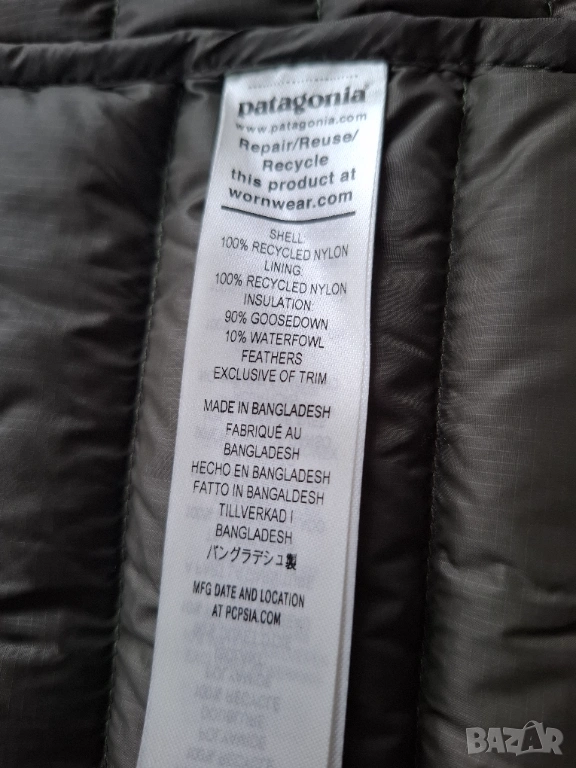 patagonia®
www.patagonia.com
Repair/Reuse/
Recycle
this product at
wornwear.com
SHELL:
100% RECYCLED NYLON
LINING:
100% RECYCLED NYLON
INSULATION:
90% GOOSEDOWN
10% WATERFOWL
FEATHERS
EXCLUSIVE OF TRIM
MADE IN BANGLADESH
FABRIQUÉ AU
BANGLADESH
HECHO EN BANGLADESH
FATTO IN BANGALDESH
TILLVERKAD I
BANGLADESH
バングラデシュ製
MFG DATE AND LOCATION
AT PCPSIA.COM
BAZAR